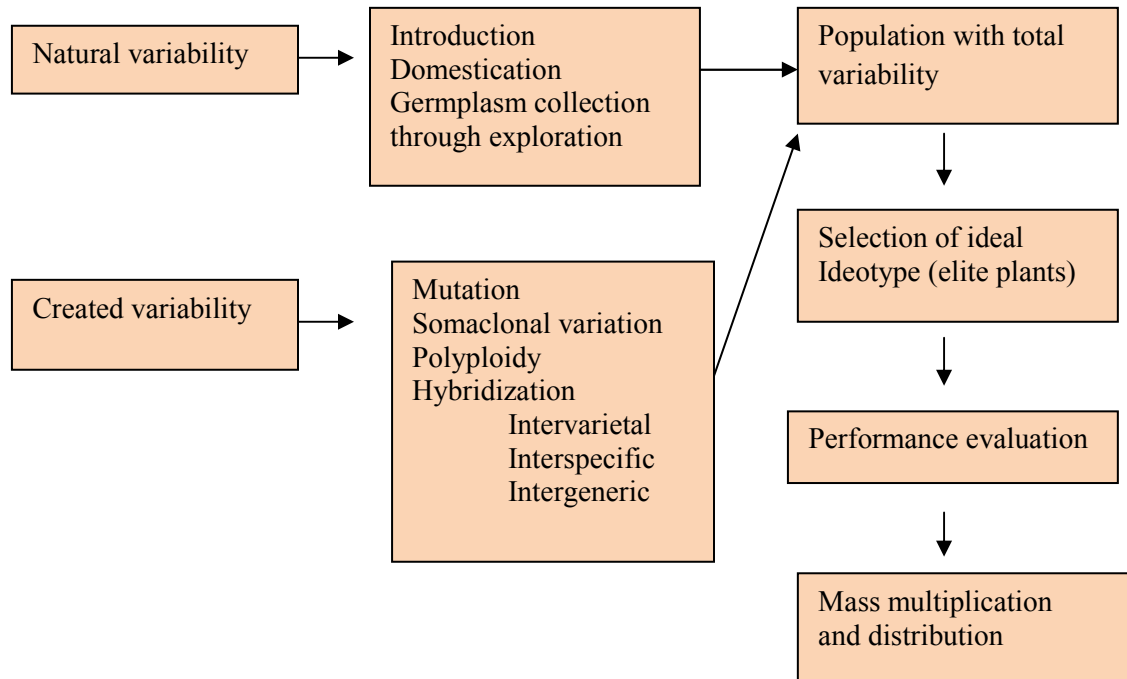 Natural variability
Introduction
Domestication
Germplasm collection
through exploration
Population with total
variability
Created variability
Mutation
Somaclonal variation
Polyploidy
Hybridization
Intervarietal
Interspecific
Intergeneric
Selection of ideal
Ideotype (elite plants)
Performance evaluation
Mass multiplication
and distribution